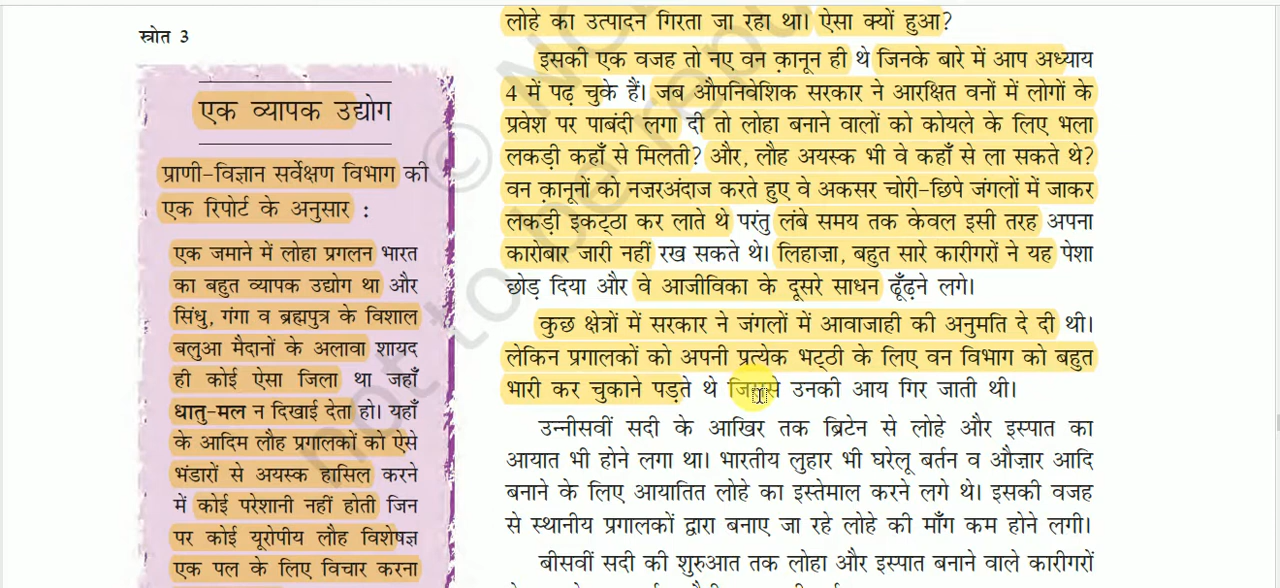 स्त्रोत 3
एक व्यापक उद्योग
प्राणी-विज्ञान सर्वेक्षण विभाग की
एक रिपोर्ट के अनुसार :
एक जमाने में लोहा प्रगलन भारत
का बहुत व्यापक उद्योग था और
सिंधु, गंगा व ब्रह्मपुत्र के विशाल
बलुआ मैदानों के अलावा शायद
ही कोई ऐसा जिला था जहाँ
धातु-मल न दिखाई देता हो। यहाँ
के आदिम लौह प्रगालकों को ऐसे
भंडारों से अयस्क हासिल करने
में कोई परेशानी नहीं होती जिन
पर कोई यूरोपीय लौह विशेषज्ञ
एक पल के लिए विचार करना
लोहे का उत्पादन गिरता जा रहा था। ऐसा क्यों हुआ?
इसकी एक वजह तो नए वन क़ानून ही थे जिनके बारे में आप अध्याय
4 में पढ़ चुके हैं। जब औपनिवेशिक सरकार ने आरक्षित वनों में लोगों के
प्रवेश पर पाबंदी लगा दी तो लोहा बनाने वालों को कोयले के लिए भला
लकड़ी कहाँ से मिलती? और, लौह अयस्क भी वे कहाँ से ला सकते थे?
वन क़ानूनों को नज़रअंदाज करते हुए वे अकसर चोरी-छिपे जंगलों में जाकर
लकड़ी इकट्ठा कर लाते थे परंतु लंबे समय तक केवल इसी तरह अपना
कारोबार जारी नहीं रख सकते थे। लिहाजा, बहुत सारे कारीगरों ने यह पेशा
छोड़ दिया और वे आजीविका के दूसरे साधन ढूँढ़ने लगे।
कुछ क्षेत्रों में सरकार ने जंगलों में आवाजाही की अनुमति दे दी थी।
लेकिन प्रगालकों को अपनी प्रत्येक भट्ठी के लिए वन विभाग को बहुत
भारी कर चुकाने पड़ते थे जिससे उनकी आय गिर जाती थी।
उन्नीसवीं सदी के आखिर तक ब्रिटेन से लोहे और इस्पात का
आयात भी होने लगा था। भारतीय लुहार भी घरेलू बर्तन व औज़ार आदि
बनाने के लिए आयातित लोहे का इस्तेमाल करने लगे थे। इसकी वजह
से स्थानीय प्रगालकों द्वारा बनाए जा रहे लोहे की माँग कम होने लगी।
बीसवीं सदी की शुरुआत तक लोहा और इस्पात बनाने वाले कारीगरों